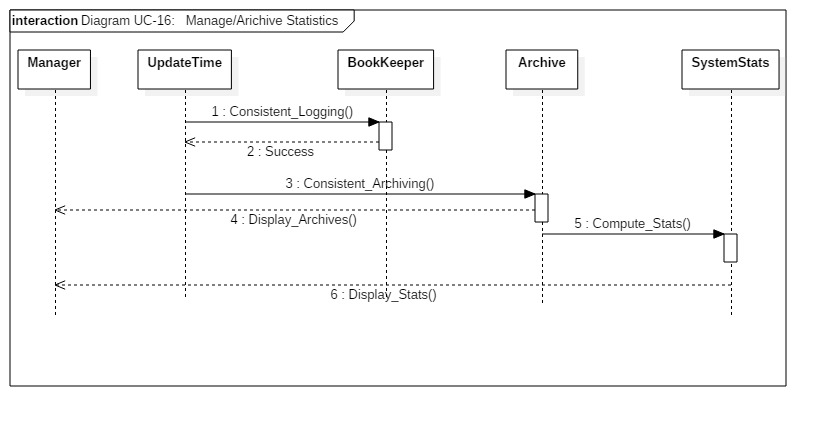 interaction Diagram UC-16: Manage/Arichive Statistics
Manager
UpdateTime
BookKeeper
Archive
SystemStats
1 : Consistent_Logging()
2 : Success
3 : Consistent_Archiving()
4 : Display_Archives()
5 : Compute_Stats()
6 : Display_Stats()